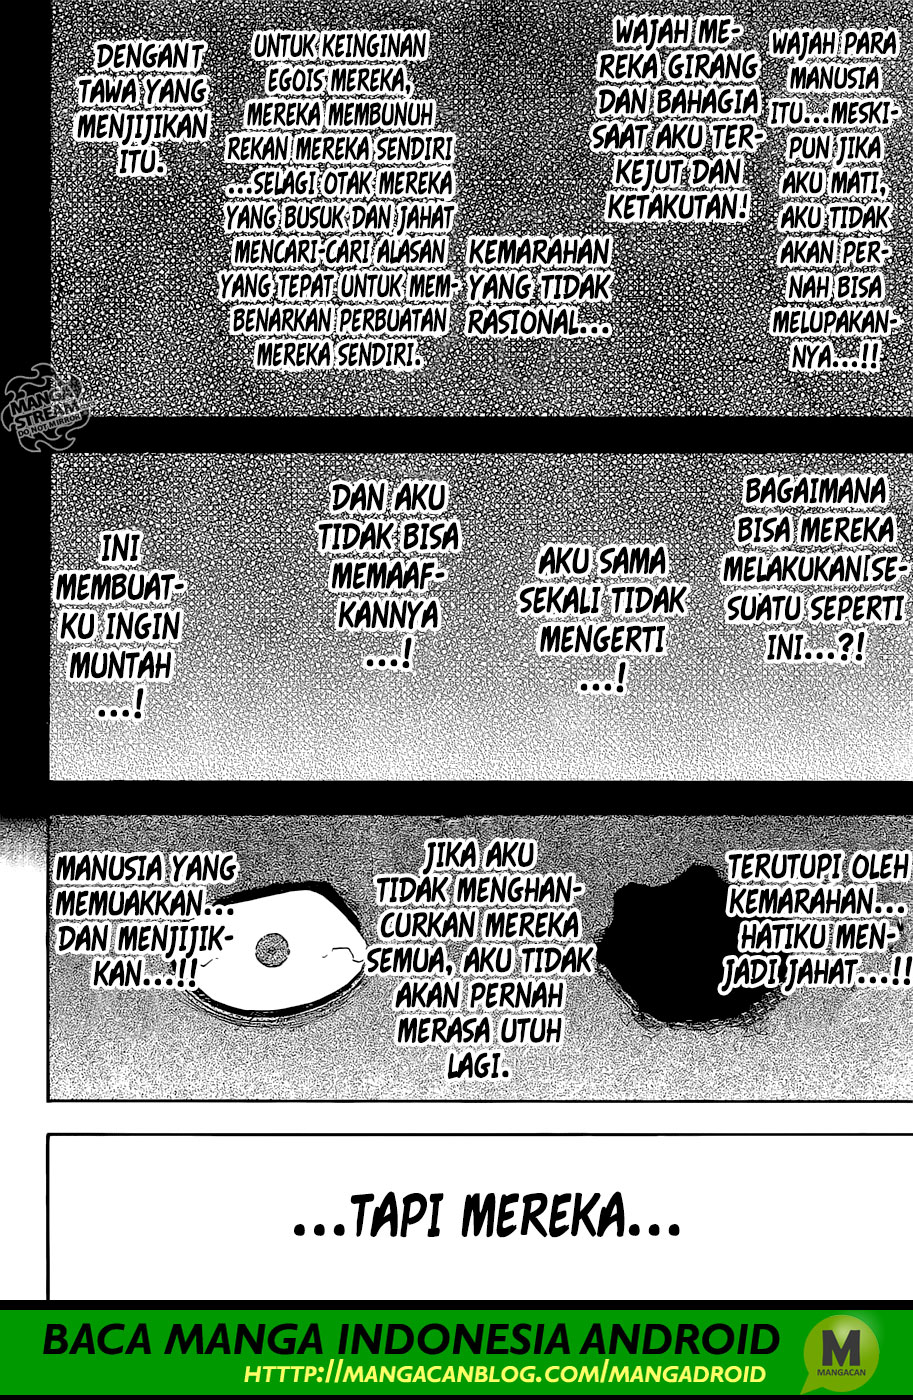 WAJAH PARA
MANUSIA
ITU...MESKI-
PUN JIKA
AKU MATI,
AKU TIDAK
AKAN PER-
NAH BISA
MELUPAKAN-
NYA...!!
WAJAH ME-
REKA GIRANG
DAN BAHAGIA
SAAT AKU TER-
KEJUT DAN
KETAKUTAN!
KEMARAHAN
YANG TIDAK
RASIONAL...
UNTUK KEINGINAN
EGOIS MEREKA,
MEREKA MEMBUNUH
REKAN MEREKA SENDIRI
...SELAGI OTAK MEREKA
YANG BUSUK DAN JAHAT
MENCARI-CARI ALASAN
YANG TEPAT UNTUK MEM-
BENARKAN PERBUATAN
MEREKA SENDIRI.
DENGANT
TAWA YANG
MENJIJIKAN
ITU.
MANGA
STREAM
DO NOT MIRROR
BAGAIMANA
BISA MEREKA
MELAKUKAN[SE-
SUATU SEPERTI
INI...?!
AKU SAMA
SEKALI TIDAK
MENGERTI
...!
DAN AKU
TIDAK BISA
MEMAAF-
KANNYA
...!
INI
MEMBUAT-
KU INGIN
MUNTAH
...!
TERUTUPI OLEH
KEMARAHAN...
HATIKU MEN-
JADI JAHAT...!!
JIKA AKU
TIDAK MENGHAN-
CURKAN MEREKA
SEMUA, AKU TIDAK
AKAN PERNAH
MERASA UTUH
LAGI.
MANUSIA YANG
MEMUAKKAN...
DAN MENJIJIK-
KAN...!!
...TAPI MEREKA...
BACA MANGA INDONESIA ANDROID
HTTTP://MANGACANBLOG.COM/MANGADROID
M
MANGACAN